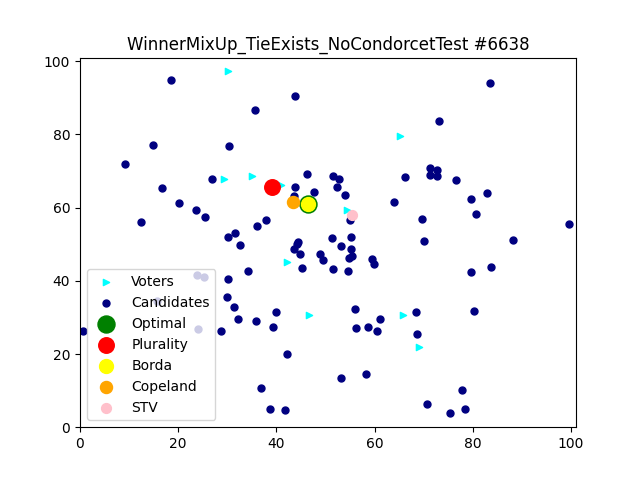 WinnerMixUp_TieExists_NoCondorcetTest #6638
100
80
60
40
20
0
0 20 40 60 80 100
Voters
Candidates
Optimal
Plurality
Borda
Copeland
STV